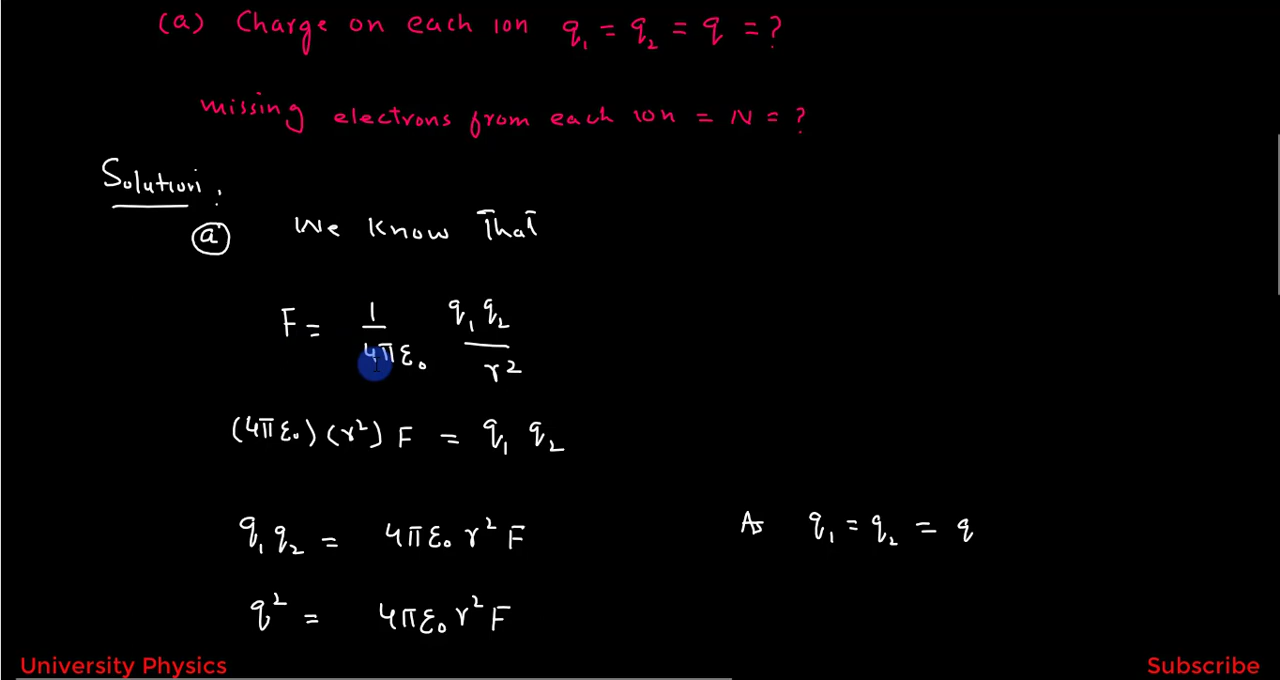 (a) Charge on each ion q₁ = q₂ = q = ?
missing electrons from each ion = N = ?
Solution:
(a) We know That
F = 1/4πε₀ q₁q₂/r²
(4πε₀)(r²) F = q₁ q₂
q₁q₂ = 4πε₀ r² F As q₁ = q₂ = q
q² = 4πε₀ r² F
University Physics Subscribe